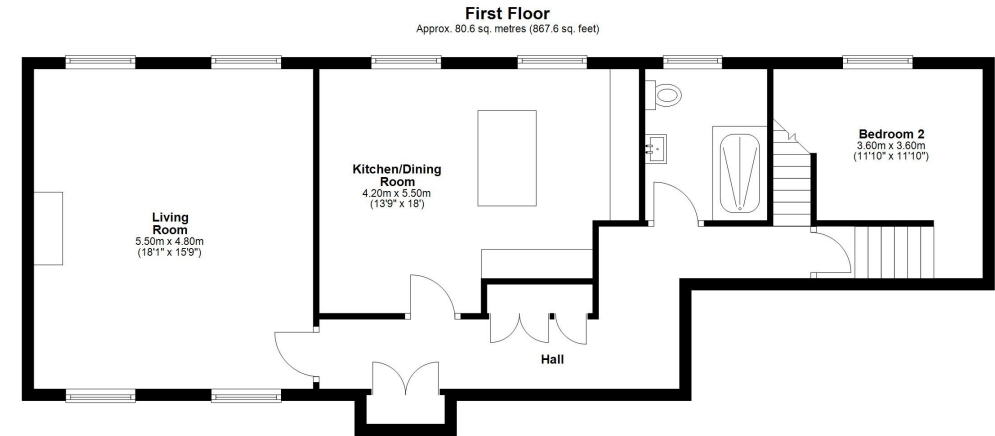 First Floor
Approx. 80.6 sq. metres (867.6 sq. feet)
Bedroom 2
3.60m x 3.60m
(11'10" x 11'10")
Kitchen/Dining
Room
4.20m x 5.50m
(13'9" x 18')
Living
Room
5.50m x 4.80m
(18'1" x 15'9")
Hall